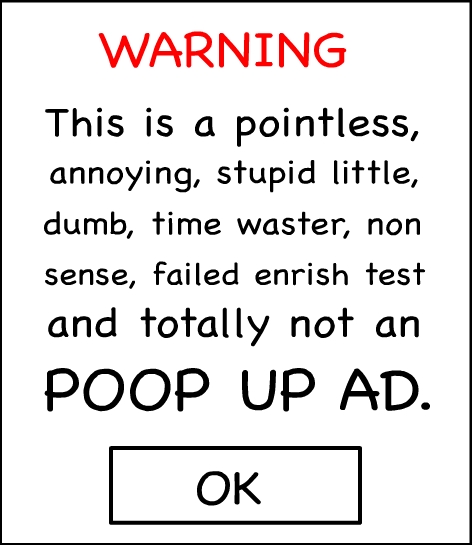 WARNING
This is a pointless,
annoying, stupid little,
dumb, time waster, non
sense, failed enrish test
and totally not an
POOP UP AD.
OK